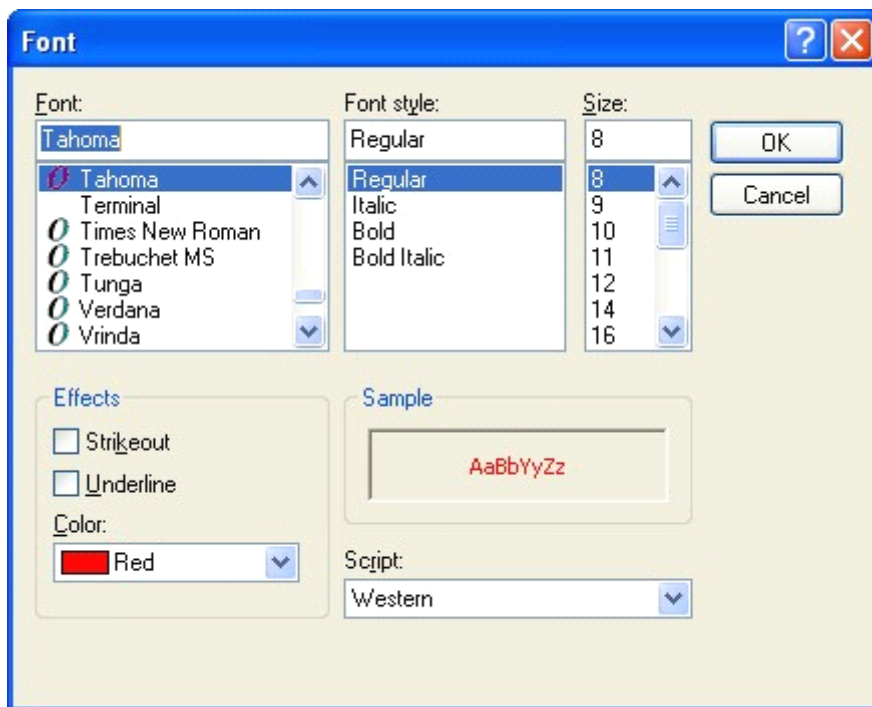 Font
Font:
Tahoma
Tahoma
Terminal
Times New Roman
Trebuchet MS
Tunga
Verdana
Vrinda
Font style:
Regular
Regular
Italic
Bold
Bold Italic
Size:
8
8
9
10
11
12
14
16
OK
Cancel
Effects
Strikeout
Underline
Color:
Red
Sample
AaBbYyZz
Script:
Western